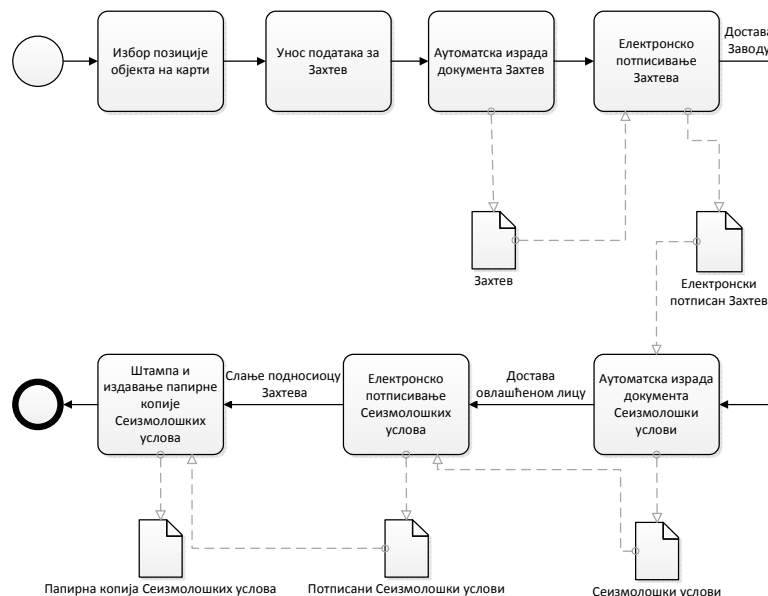 Избор позиције
објекта на карти
Унос података за
Захтев
Аутоматска израда
документа Захтев
Електронско
потписивање
Захтева
Достава
Заводу
Захтев
Електронски
потписан Захтев
Штампа и
издавање папирне
копије
Сеизмолошких
услова
Слање подносиоцу
Захтева
Електронско
потписивање
Сеизмолошких
услова
Достава
овлашћеном лицу
Аутоматска израда
документа
Сеизмолошки
услови
Папирна копија Сеизмолошких услова
Потписани Сеизмолошки услови
Сеизмолошки услови